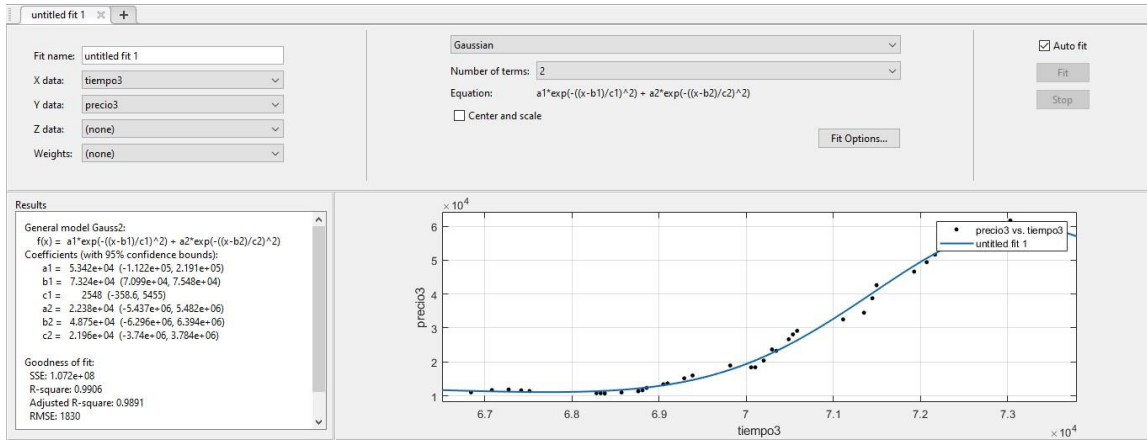 untitled fit 1
Fit name: untitled fit 1
X data: tiempo3
Y data: precio3
Z data: (none)
Weights: (none)
Gaussian
Number of terms: 2
Equation: a1*exp(-((x-b1)/c1)^2) + a2*exp(-((x-b2)/c2)^2)
Center and scale
Fit Options...
Auto fit
Fit
Stop
Results
General model Gauss2:
f(x) = a1*exp(-((x-b1)/c1)^2) + a2*exp(-((x-b2)/c2)^2)
Coefficients (with 95% confidence bounds):
a1 = 5.342e+04 (-1.122e+05, 2.191e+05)
b1 = 7.324e+04 (7.099e+04, 7.548e+04)
c1 = 2548 (-358.6, 5455)
a2 = 2.238e+04 (-5.437e+06, 5.482e+06)
b2 = 4.875e+04 (-6.296e+06, 6.394e+06)
c2 = 2.196e+04 (-3.74e+06, 3.784e+06)
Goodness of fit:
SSE: 1.072e+08
R-square: 0.9906
Adjusted R-square: 0.9891
RMSE: 1830
×10^4
6
5
4
3
2
1
precio3
precio3 vs. tiempo3
untitled fit 1
6.7 6.8 6.9 7 7.1 7.2 7.3
tiempo3
×10^4